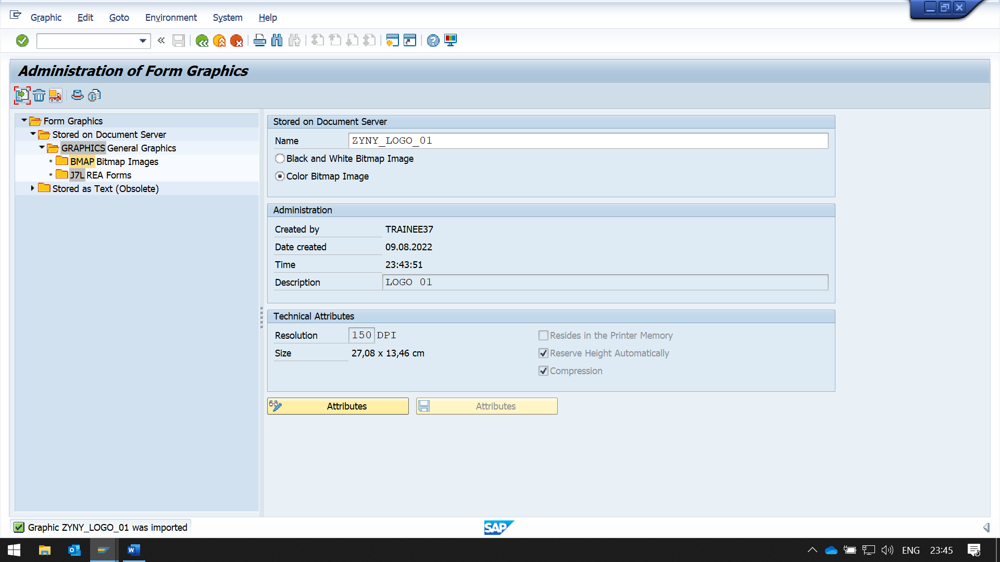 Graphic Edit Goto Environment System Help
Administration of Form Graphics
Form Graphics
Stored on Document Server
GRAPHICS General Graphics
BMAP Bitmap Images
J7L REA Forms
Stored as Text (Obsolete)
Stored on Document Server
Name ZYNY_LOGO_01
Black and White Bitmap Image
Color Bitmap Image
Administration
Created by TRAINEE37
Date created 09.08.2022
Time 23:43:51
Description LOGO 01
Technical Attributes
Resolution 150 DPI Resides in the Printer Memory
Size 27,08 x 13,46 cm Reserve Height Automatically
Compression
Attributes Attributes
Graphic ZYNY_LOGO_01 was imported SAP
ENG 23:45